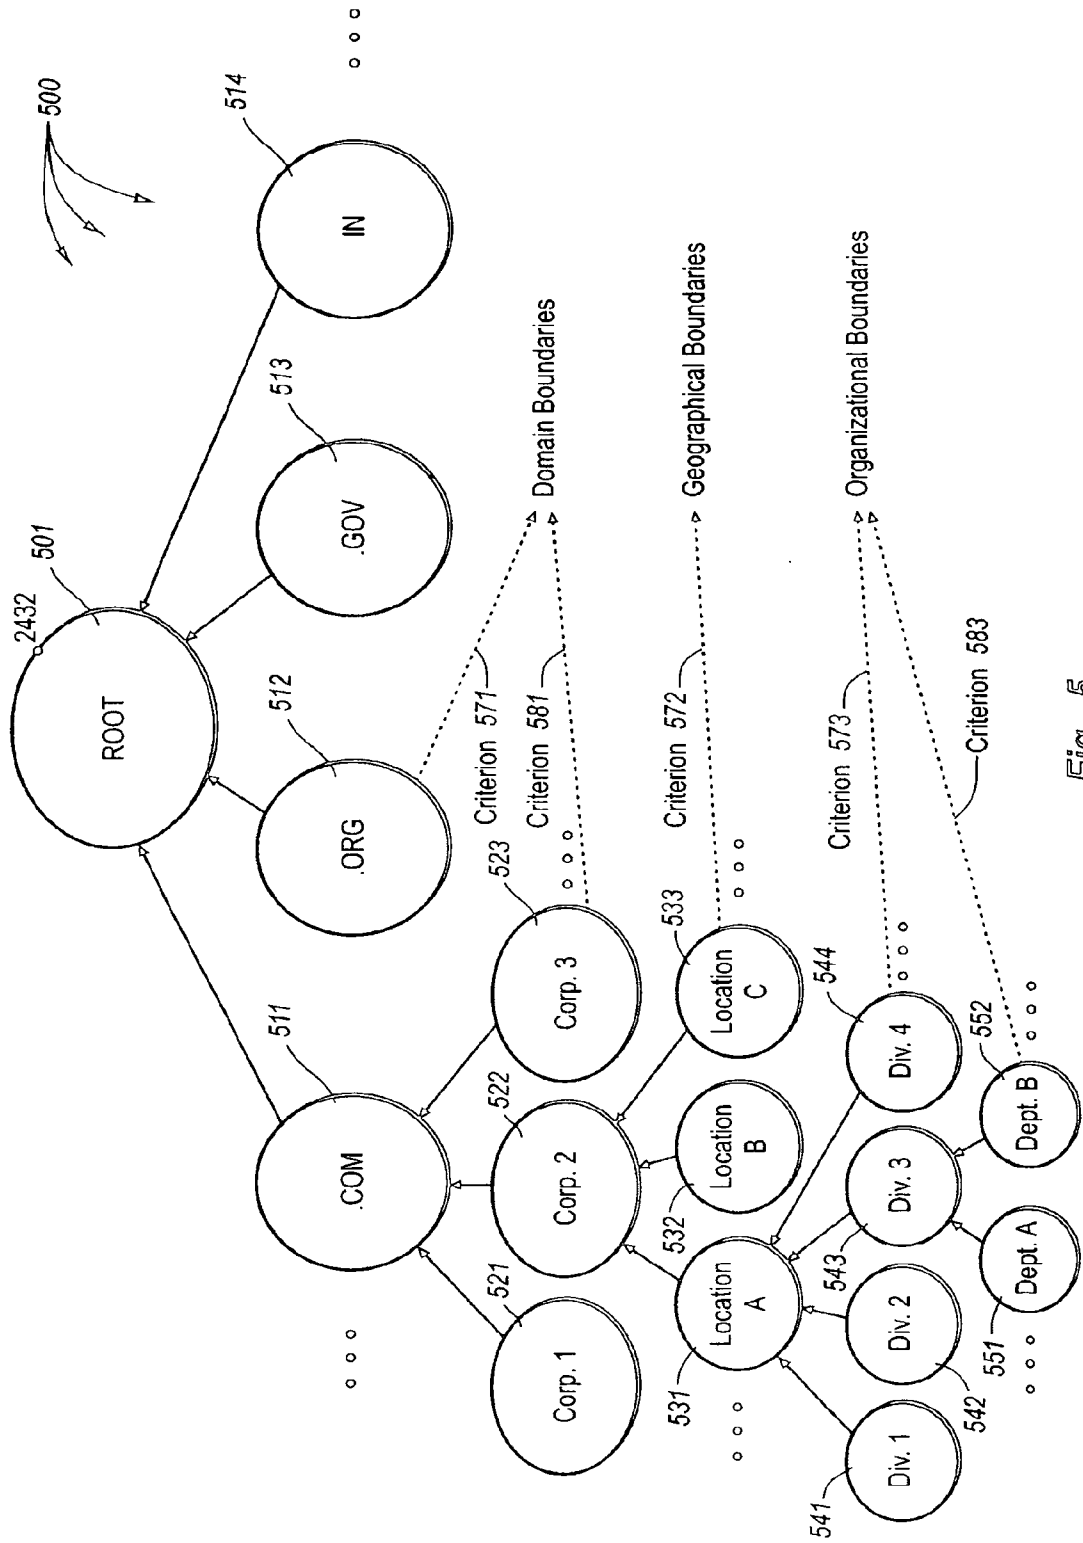 500
2432
501
ROOT
514
IN
513
.GOV
512
.ORG
511
.COM
Domain Boundaries
Criterion 571
Criterion 581
523
Corp. 3
522
Corp. 2
521
Corp. 1
Geographical Boundaries
Criterion 572
533
Location
C
Location
B
532
Location
A
531
Organizational Boundaries
Criterion 573
544
Div. 4
Div. 3
543
Div. 2
542
Div. 1
541
Criterion 583
552
Dept. B
Dept. A
551